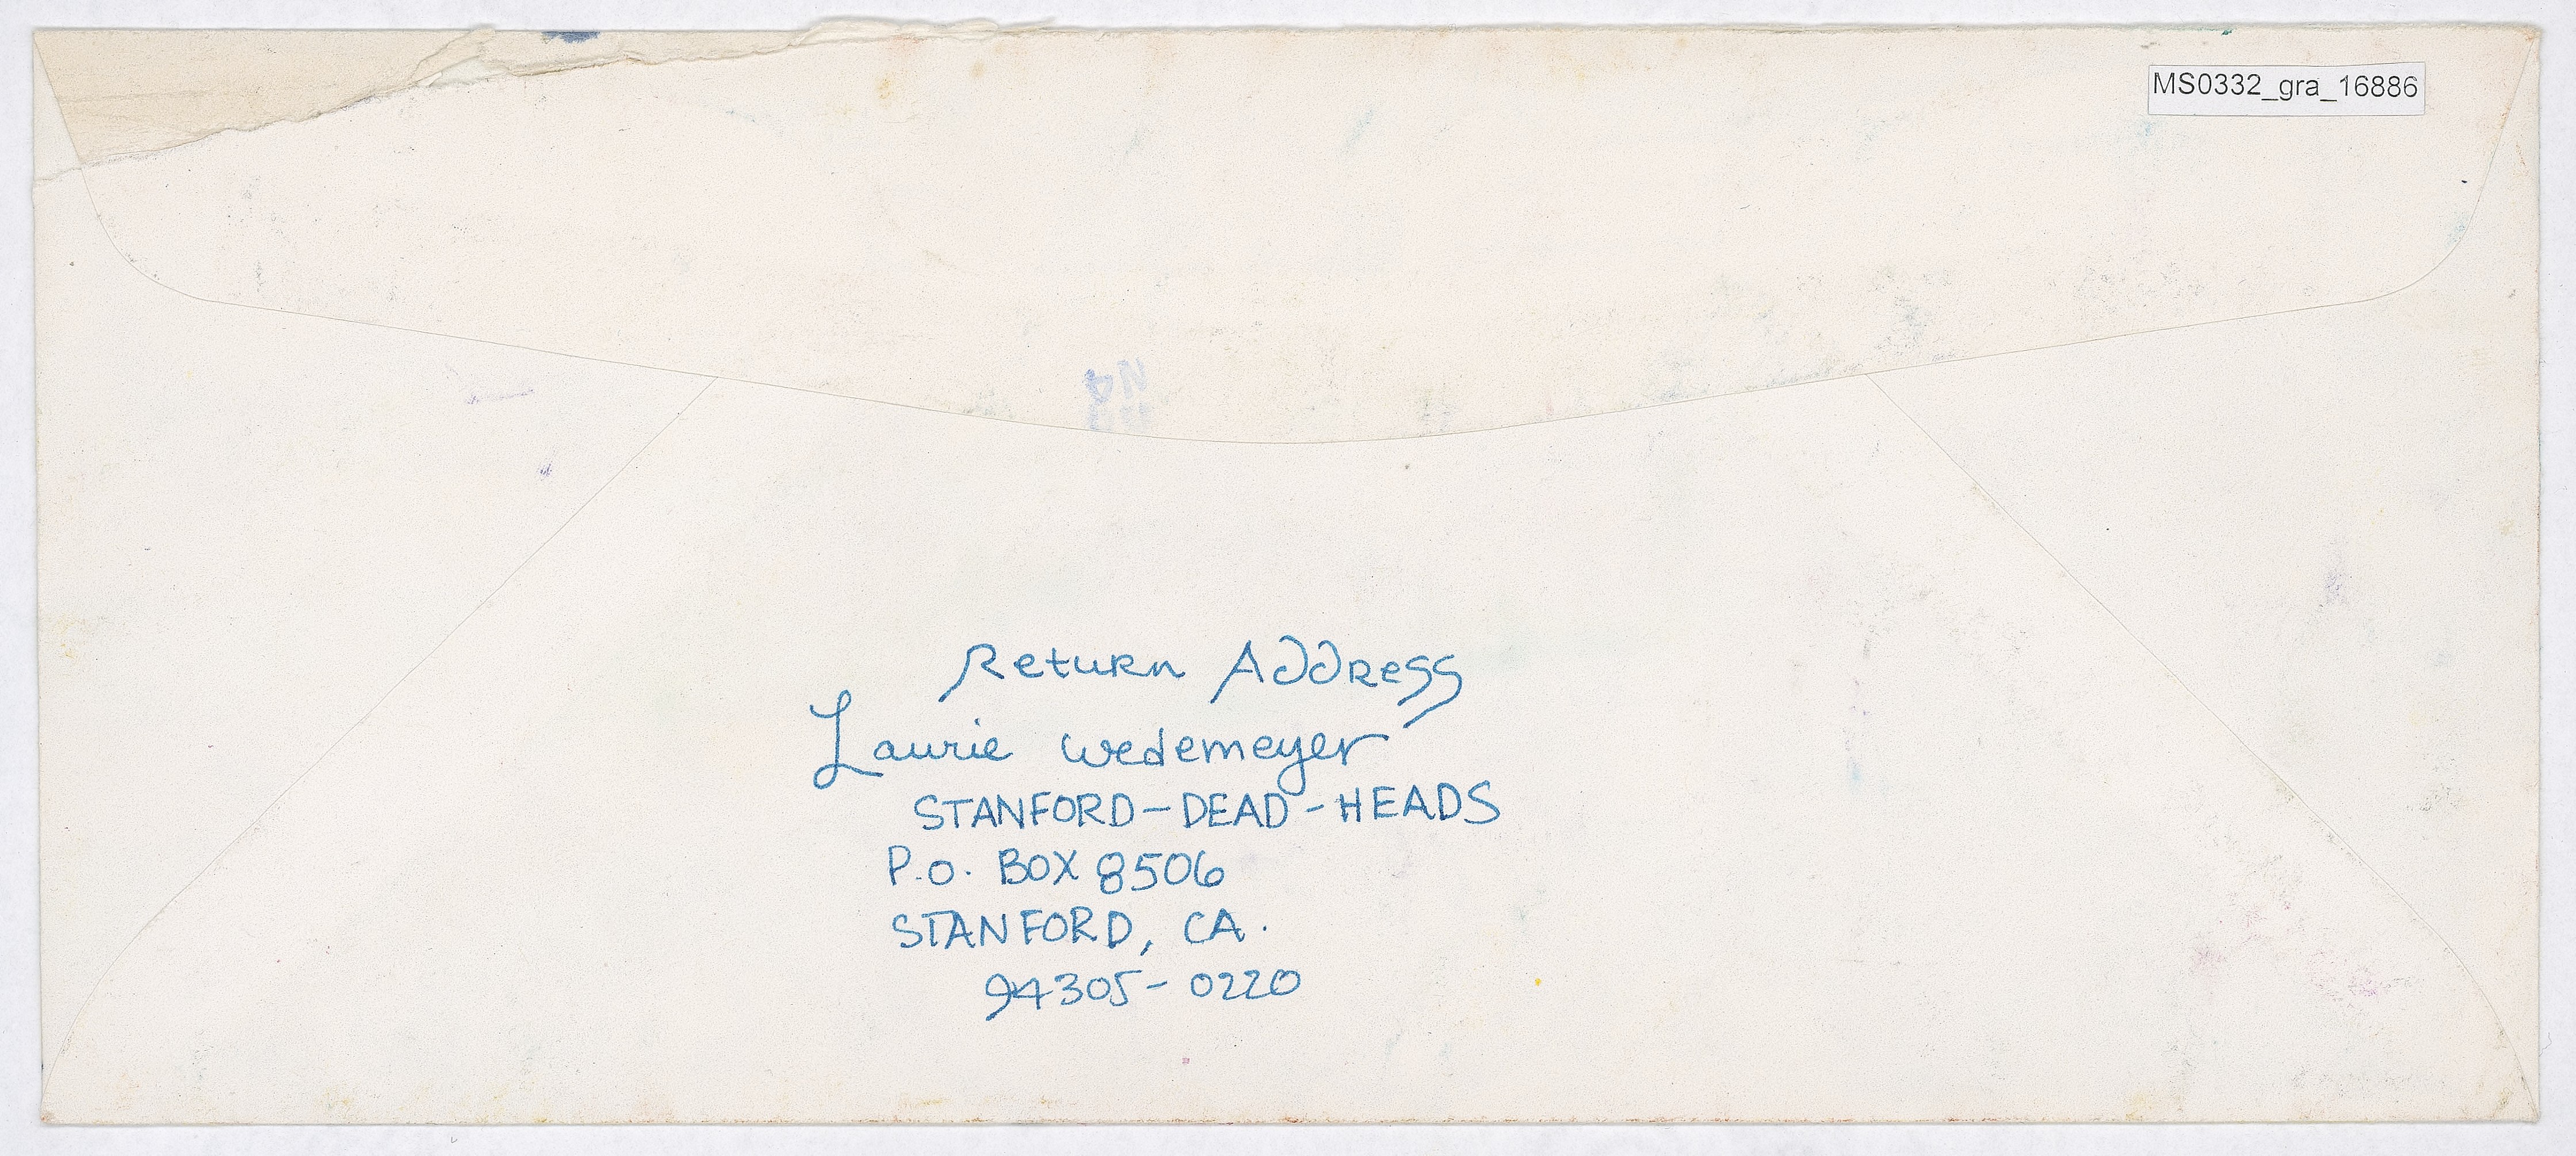 MS0332_gra_16886
Return Address
Laurie Wedemeyer
STANFORD-DEAD-HEADS
P.O. BOX 8506
STANFORD, CA.
94305-0220